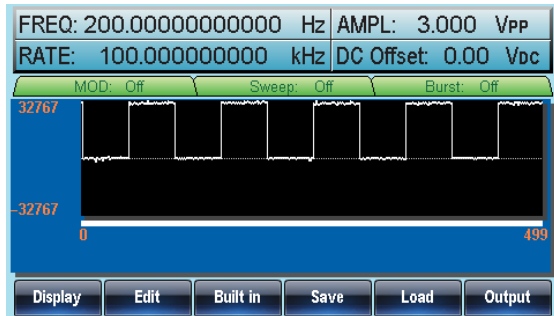 FREQ: 200.00000000000 Hz AMPL: 3.000 VPP
RATE: 100.000000000 kHz DC Offset: 0.00 VDC
MOD: Off Sweep: Off Burst: Off
32767
-32767
0 499
Display Edit Built in Save Load Output